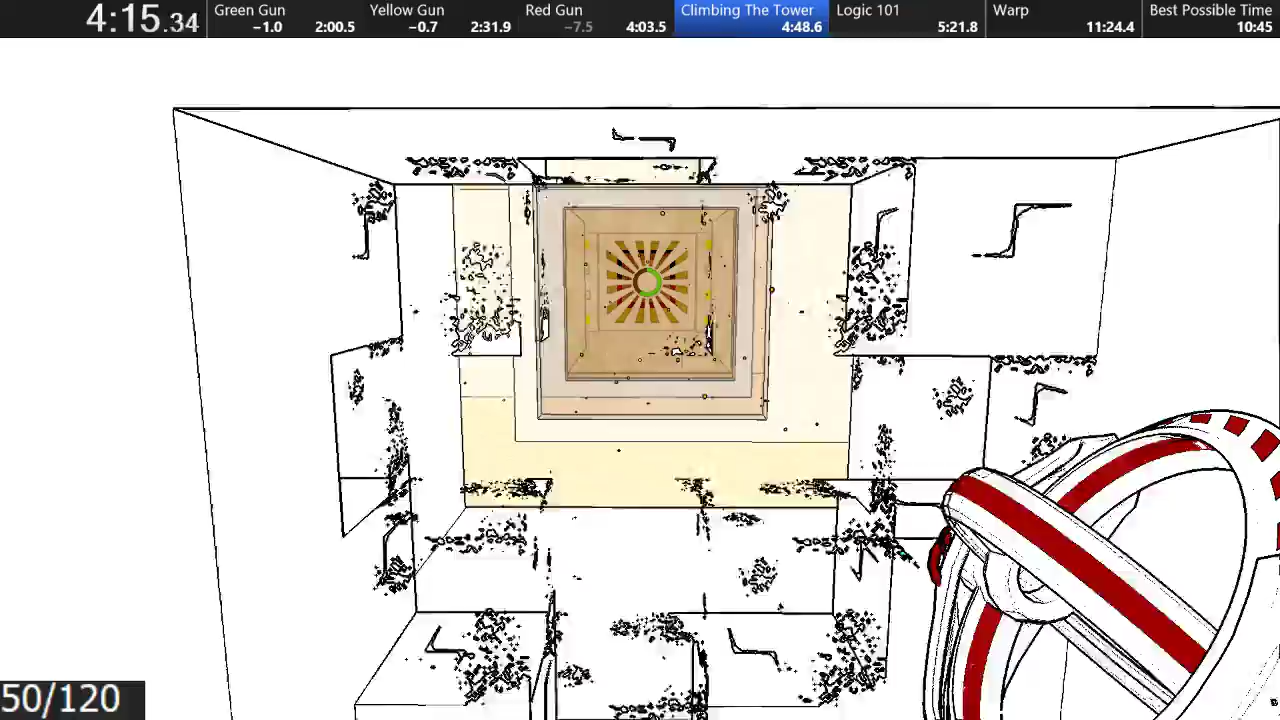 4:15.34
Green Gun
−1.0 2:00.5
Yellow Gun
−0.7 2:31.9
Red Gun
−7.5 4:03.5
Climbing The Tower
4:48.6
Logic 101
5:21.8
Warp
11:24.4
Best Possible Time
10:45
50/120